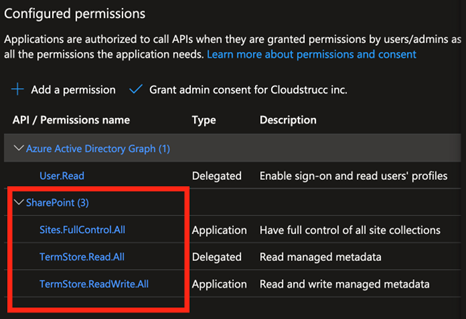 Configured permissions
Applications are authorized to call APIs when they are granted permissions by users/admins as
all the permissions the application needs. Learn more about permissions and consent
Add a permission Grant admin consent for Cloudstrucc inc.
API / Permissions name Type Description
Azure Active Directory Graph (1)
User.Read Delegated Enable sign-on and read users' profiles
SharePoint (3)
Sites.FullControl.All Application Have full control of all site collections
TermStore.Read.All Delegated Read managed metadata
TermStore.ReadWrite.All Application Read and write managed metadata